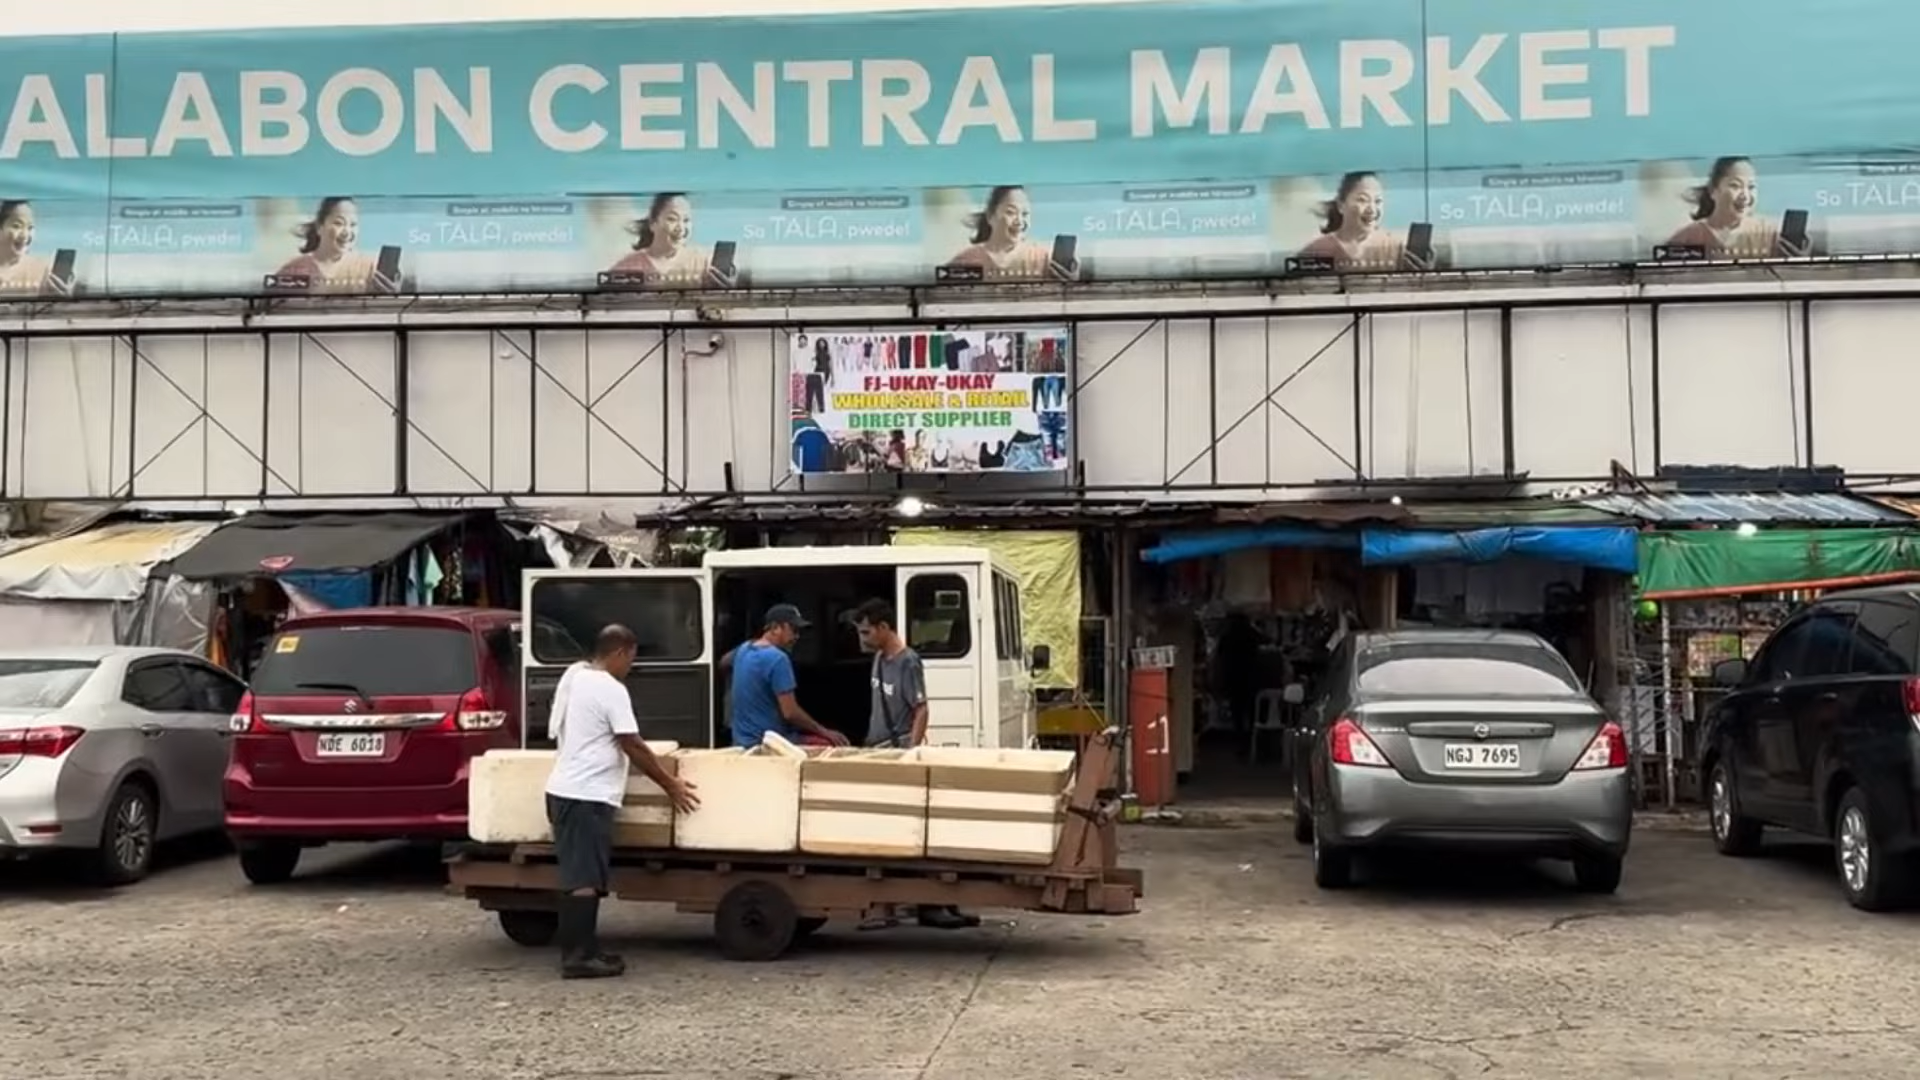 ALABON CENTRAL MARKET
Sa TALA, pwede!
Sa TALA, pwede!
Sa TALA, pwede!
Sa TALA, pwede!
Sa TALA, pwede!
Sa TALA
FJ-UKAY-UKAY
WHOLESALE & RETAIL
DIRECT SUPPLIER
NDE 6018
NGJ 7695